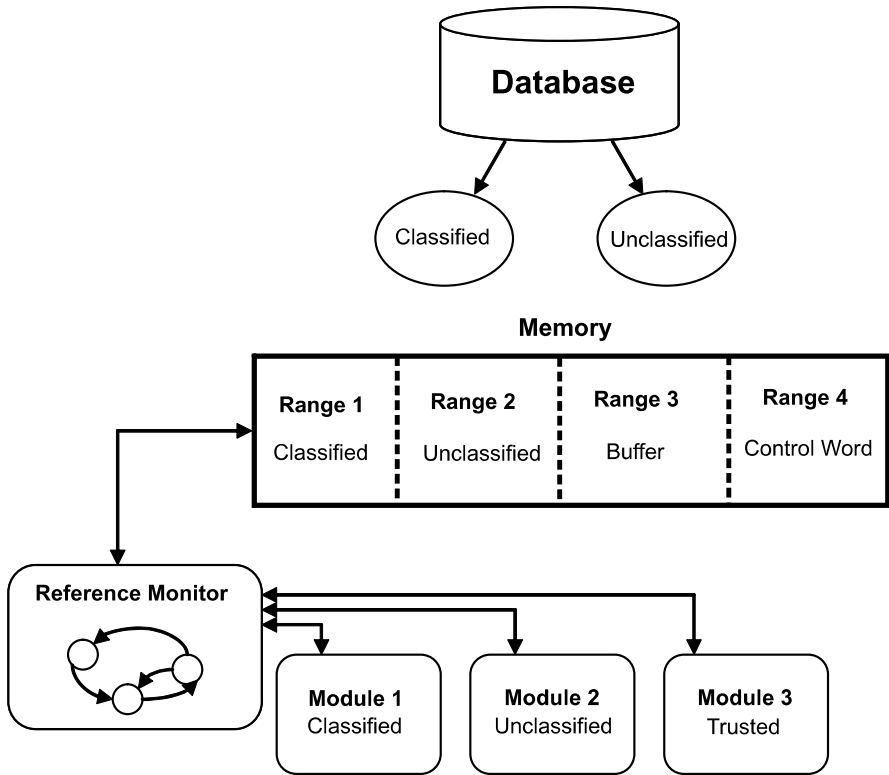 Database
Classified
Unclassified
Memory
Range 1
Classified
Range 2
Unclassified
Range 3
Buffer
Range 4
Control Word
Reference Monitor
Module 1
Classified
Module 2
Unclassified
Module 3
Trusted